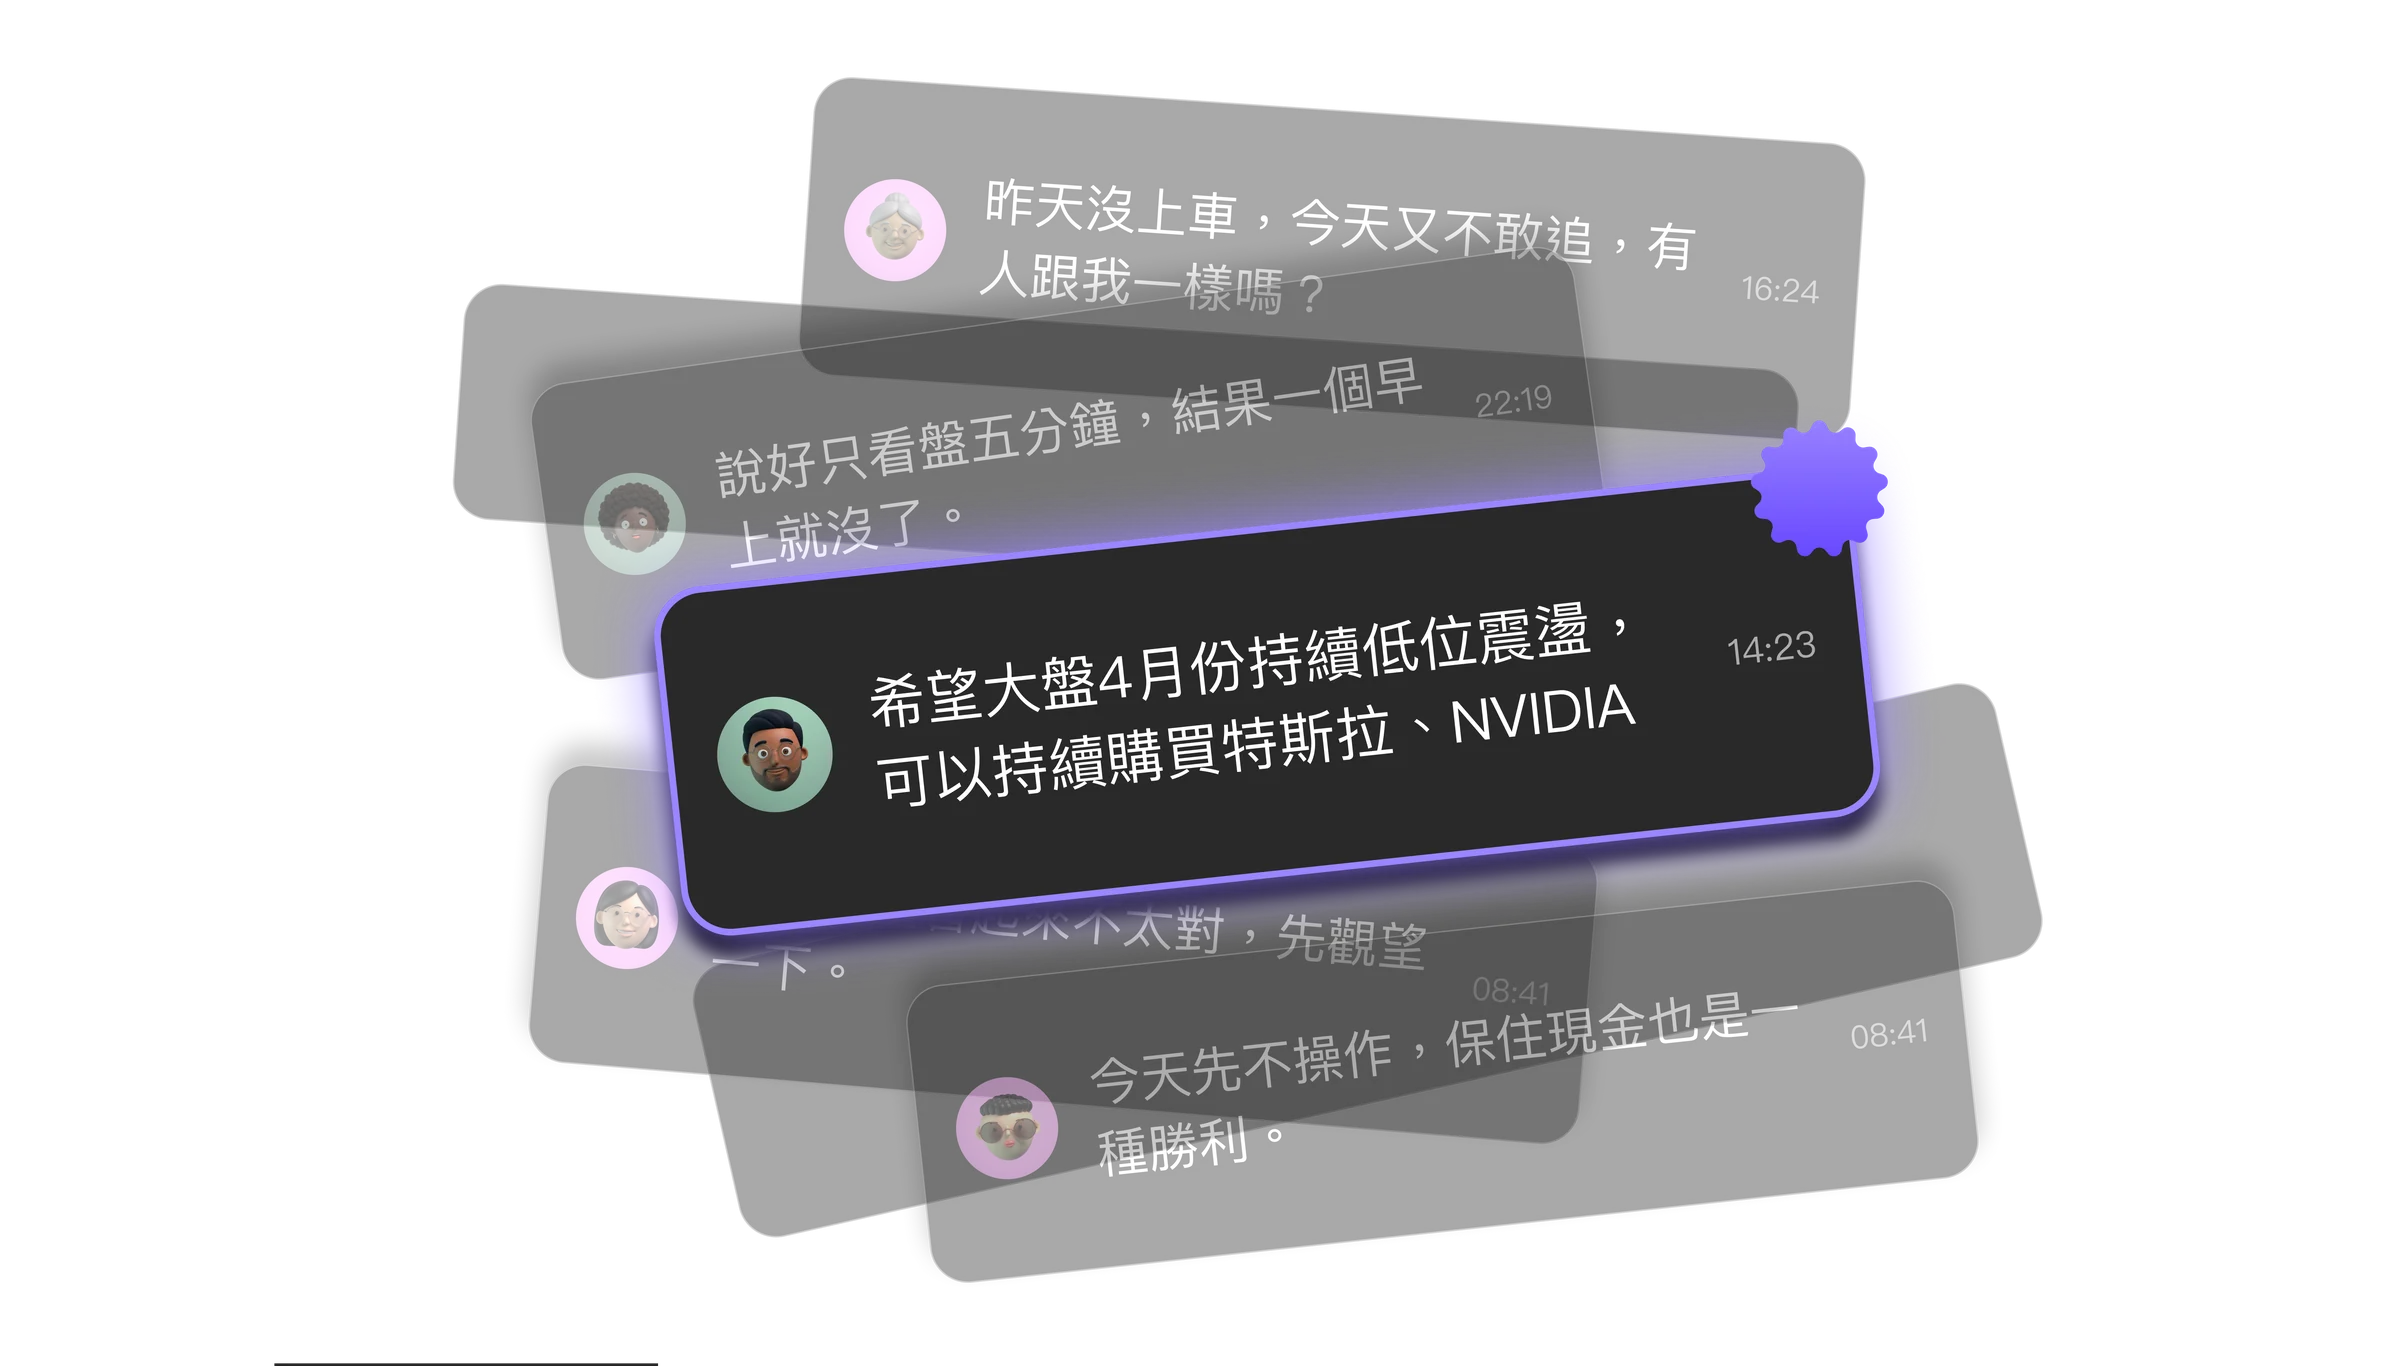 昨天沒上車，今天又不敢追，有
人跟我一樣嗎？
16:24
說好只看盤五分鐘，結果一個早
上就沒了。
22:19
希望大盤4月份持續低位震盪，
可以持續購買特斯拉、NVIDIA
14:23
起來不太對，先觀望
一下。
08:41
今天先不操作，保住現金也是一
種勝利。
08:41